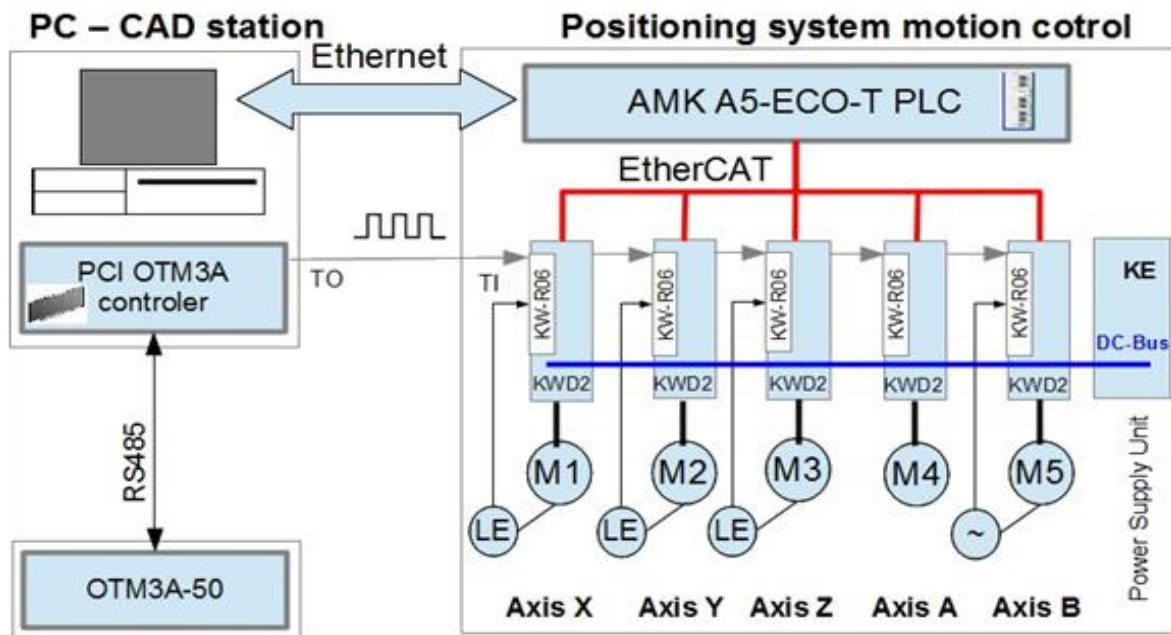 PC – CAD station
Positioning system motion cotrol
Ethernet
AMK A5-ECO-T PLC
EtherCAT
PCI OTM3A
controler
TO
TI
KW-R06
KW-R06
KW-R06
KW-R06
KW-R06
KE
DC-Bus
KWD2
KWD2
KWD2
KWD2
KWD2
RS485
M1
M2
M3
M4
M5
LE
LE
LE
~
Power Supply Unit
OTM3A-50
Axis X
Axis Y
Axis Z
Axis A
Axis B